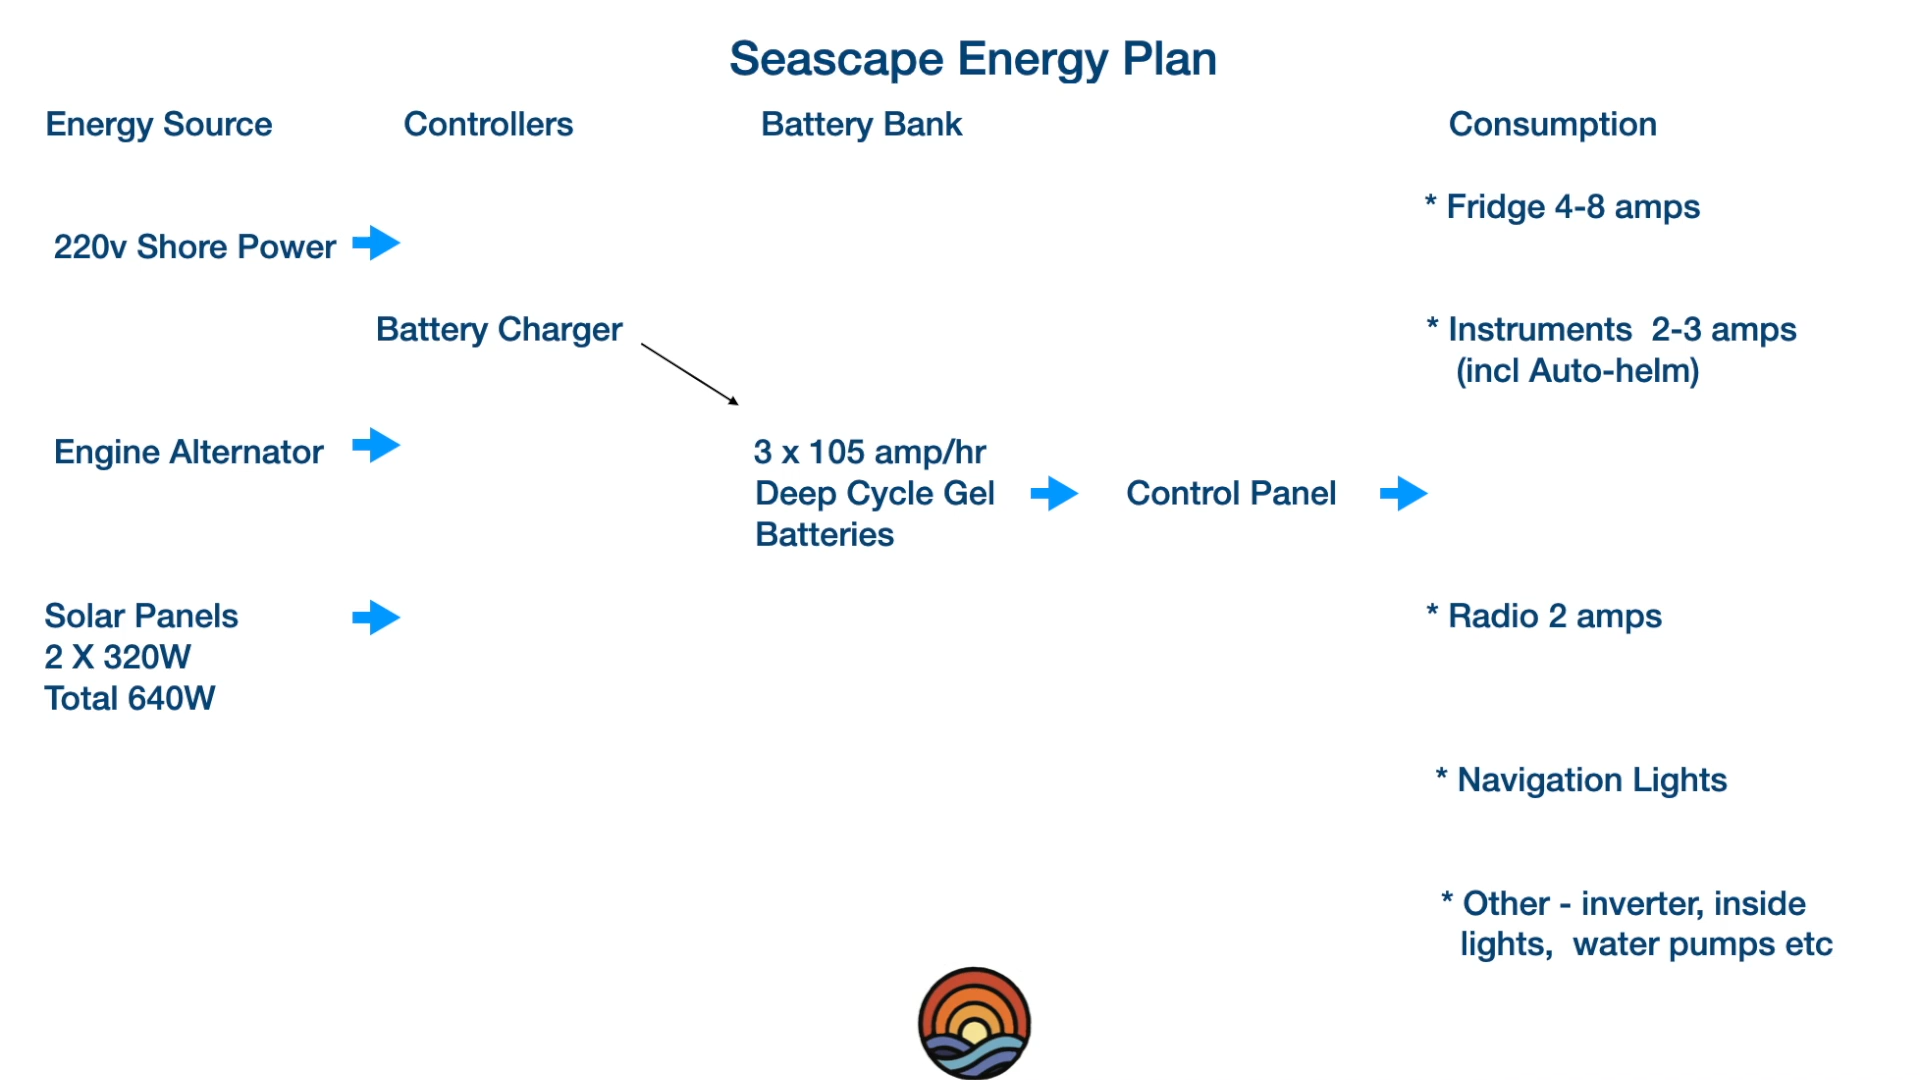 Seascape Energy Plan
Energy Source
Controllers
Battery Bank
Consumption
220v Shore Power
Battery Charger
Engine Alternator
Solar Panels
2 X 320W
Total 640W
3 x 105 amp/hr
Deep Cycle Gel
Batteries
Control Panel
* Fridge 4-8 amps
* Instruments  2-3 amps
(incl Auto-helm)
* Radio 2 amps
* Navigation Lights
* Other - inverter, inside
lights,  water pumps etc